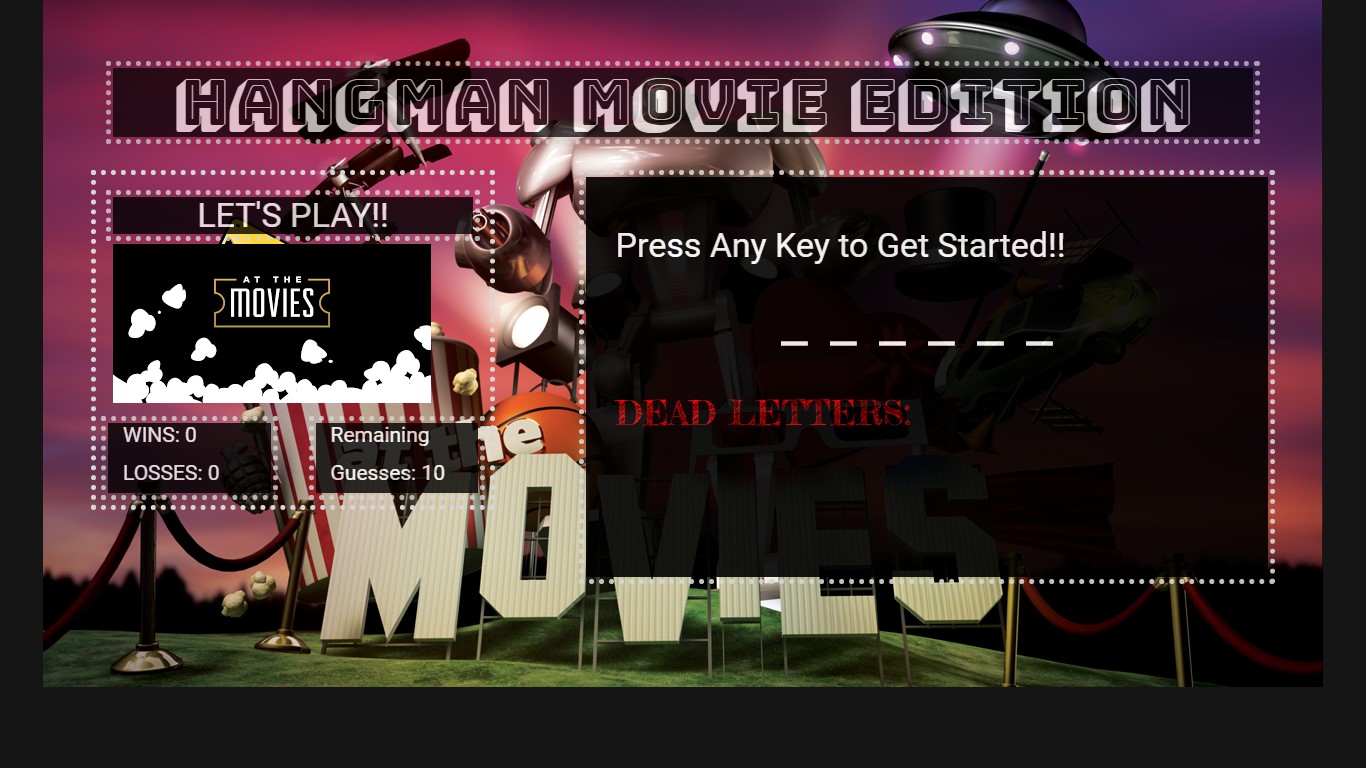 HANGMAN MOVIE EDITION
LET'S PLAY!!
AT THE
MOVIES
WINS: 0
LOSSES: 0
Remaining
Guesses: 10
Press Any Key to Get Started!!
_ _ _ _ _ _
DEAD LETTERS:
at the
MOVIES